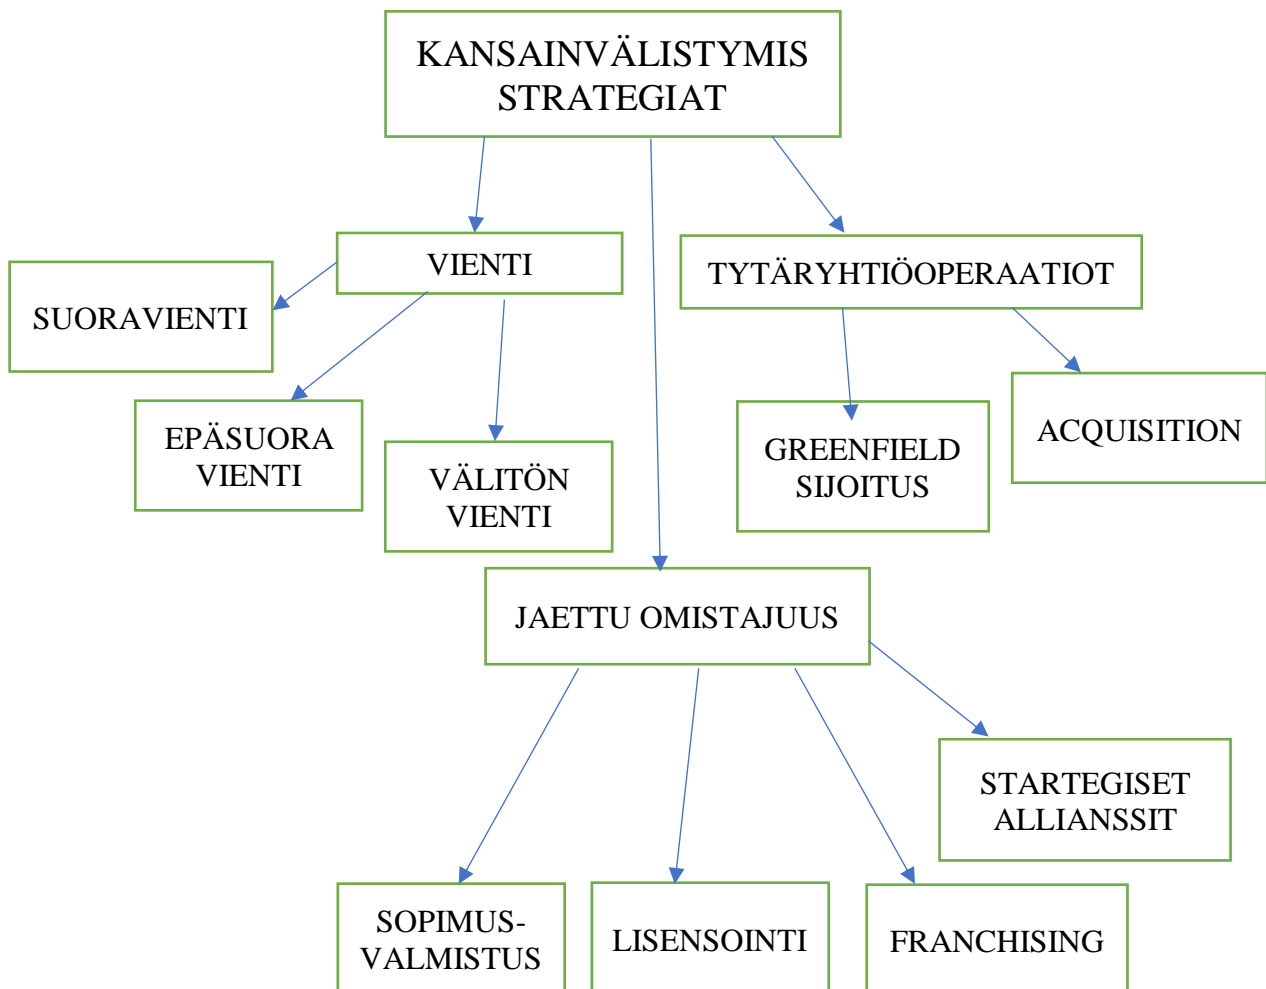 KANSAINVÄLISTYMIS
STRATEGIAT
VIENTI
TYTÄRYHTIÖOPERAATIOT
SUORAVIENTI
EPÄSUORA
VIENTI
VÄLITÖN
VIENTI
GREENFIELD
SIJOITUS
ACQUISITION
JAETTU OMISTAJUUS
STARTEGISET
ALLIANSSIT
SOPIMUS-
VALMISTUS
LISENSOINTI
FRANCHISING